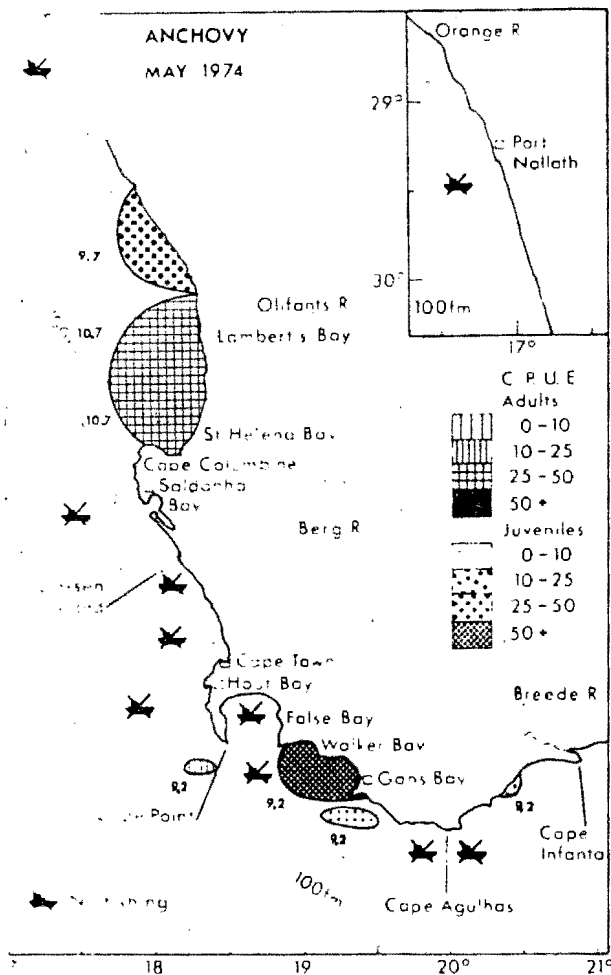 ANCHOVY
MAY 1974
Orange R
29°
Port
Nallath
30°
100fm
17°
9,7
Olifants R
10,7
Lamberts Bay
10,7
St Helena Bay
Cape Columbine
Saldanha
Bay
Berg R
C P U E
Adults
0-10
10-25
25-50
50+
Juveniles
0-10
10-25
25-50
50+
Cape Town
Hout Bay
Breede R
False Bay
Walker Bay
Gans Bay
9,2
9,2
9,2
9,2
Point
Cape
Infanta
100fm
Cape Agulhas
18
19
20°
21°